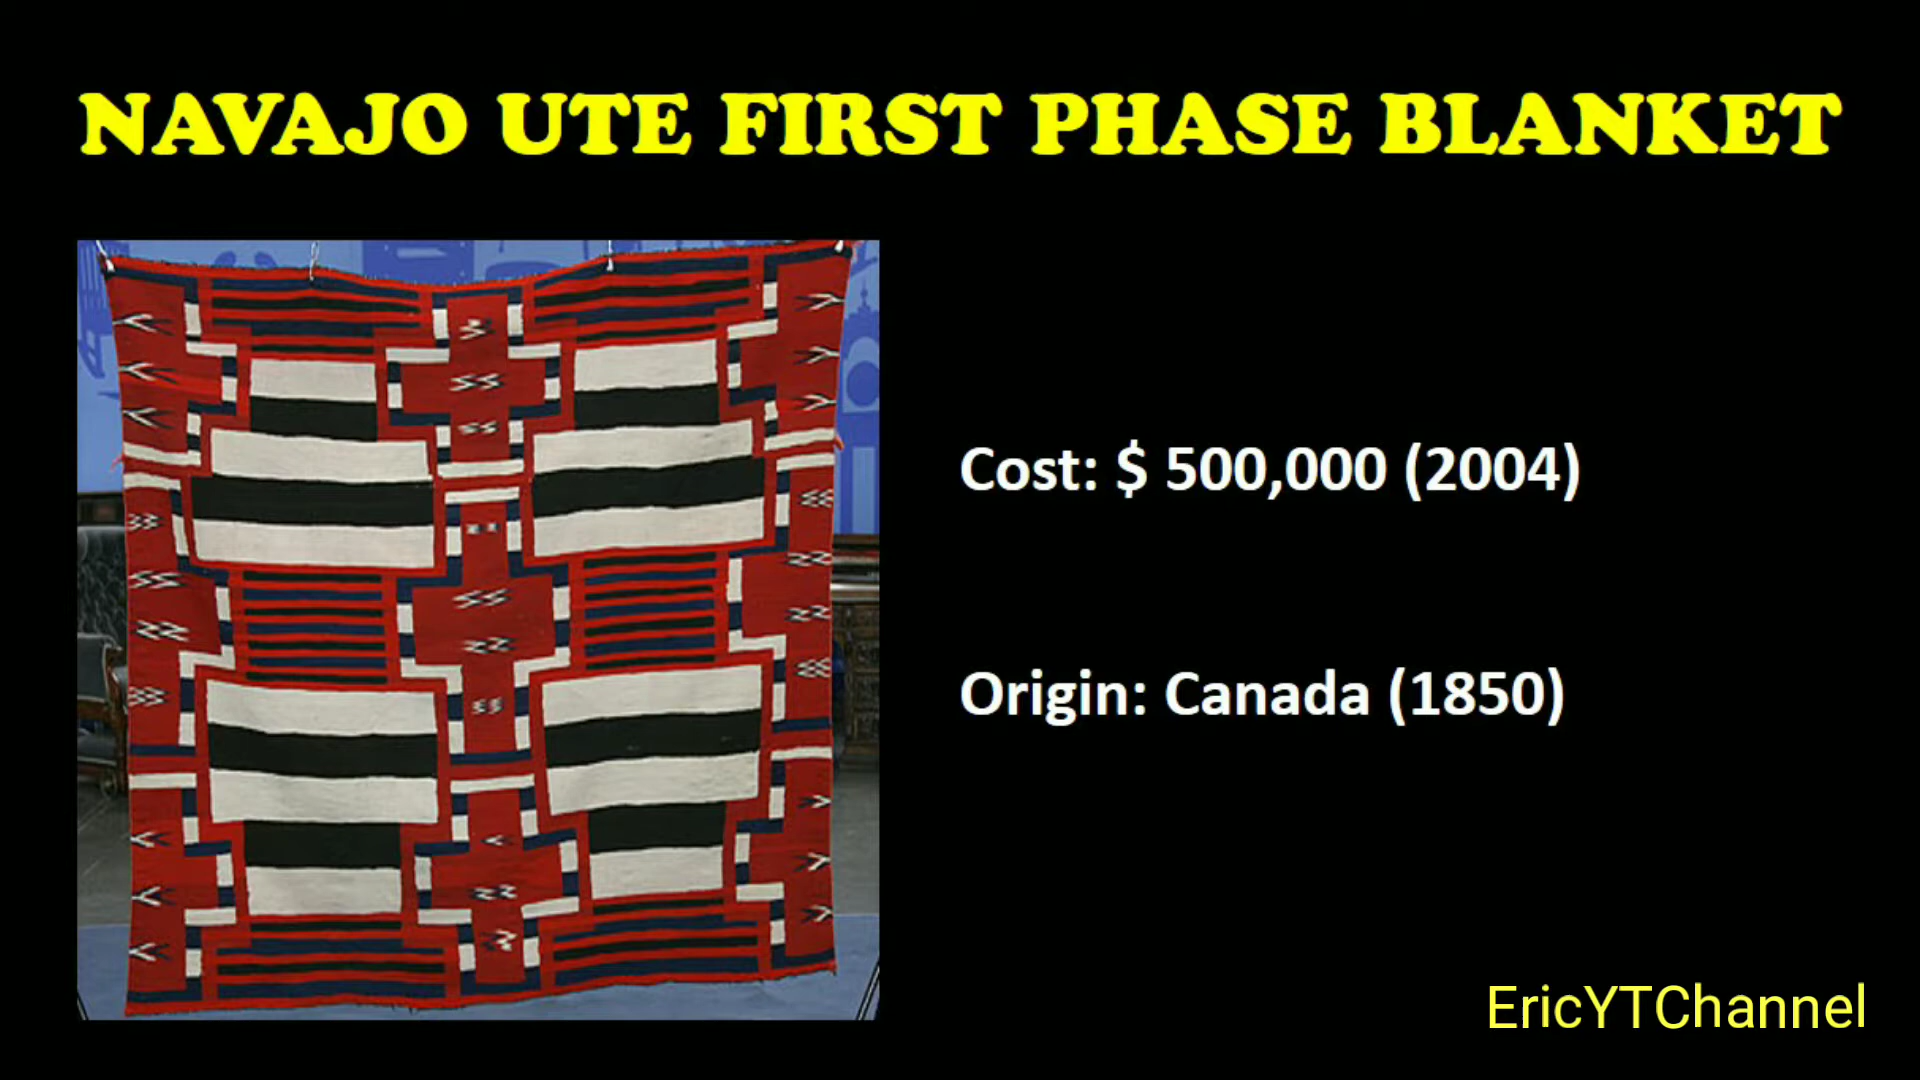 NAVAJO UTE FIRST PHASE BLANKET
Cost: $ 500,000 (2004)
Origin: Canada (1850)
EricYTChannel